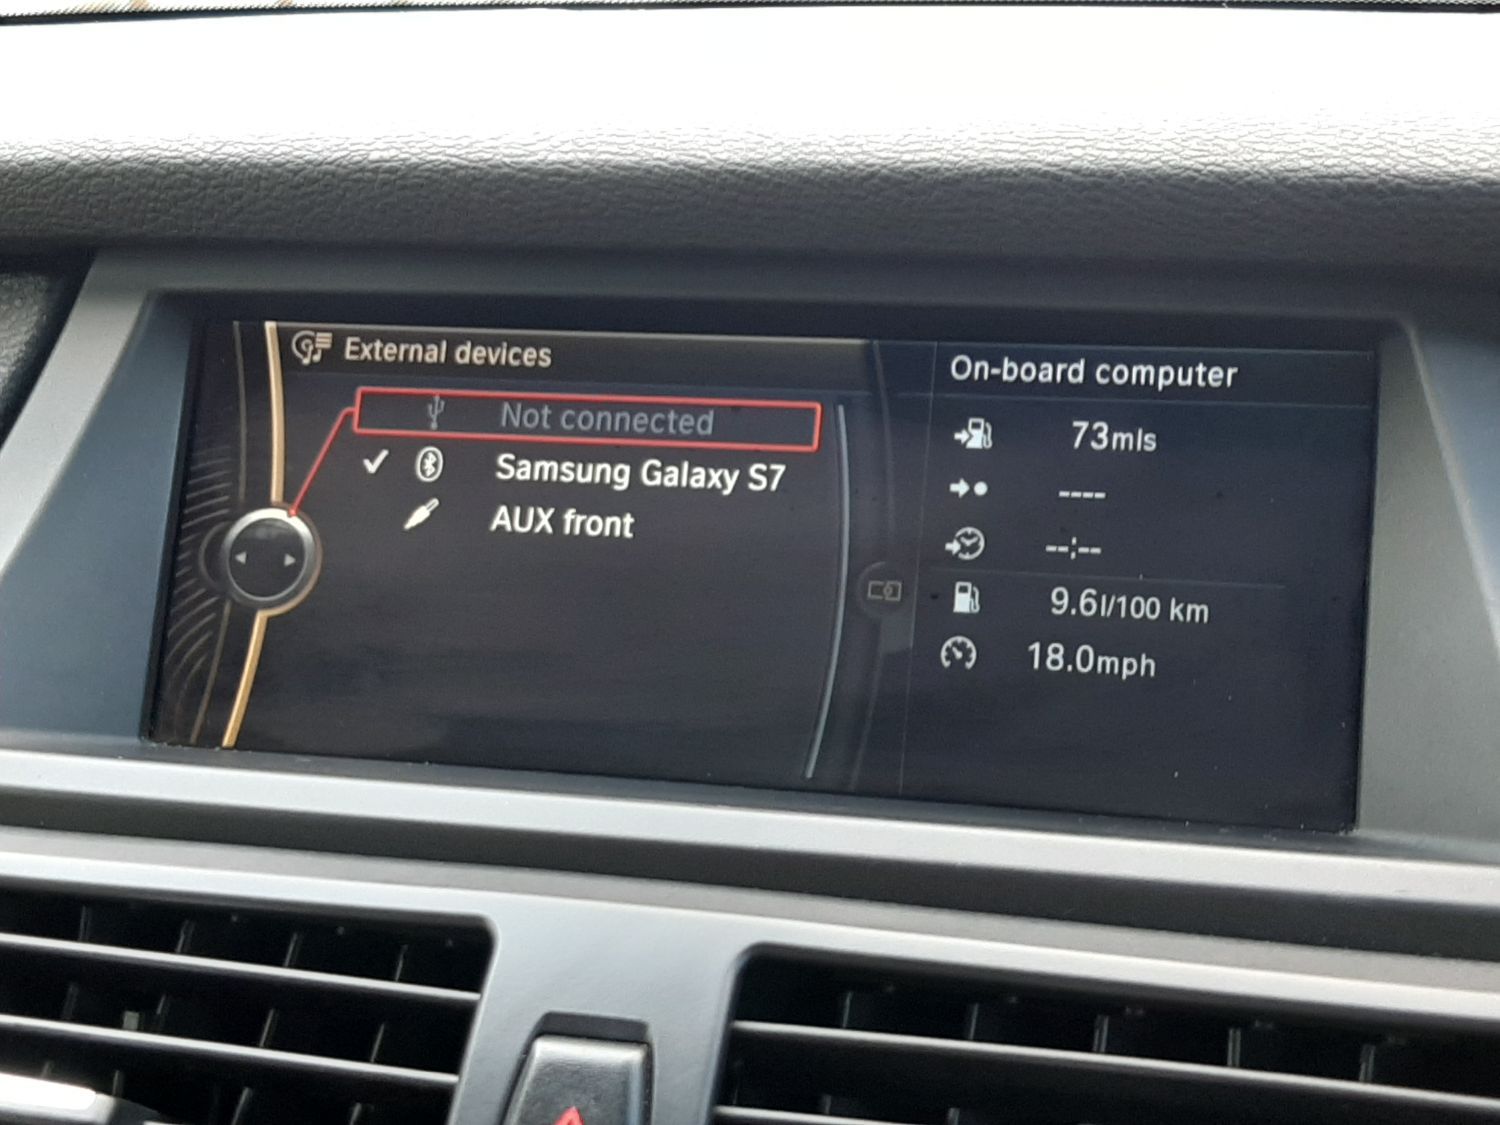 External devices
Not connected
Samsung Galaxy S7
AUX front
On-board computer
73mls
----
--:--
9.6l/100 km
18.0mph